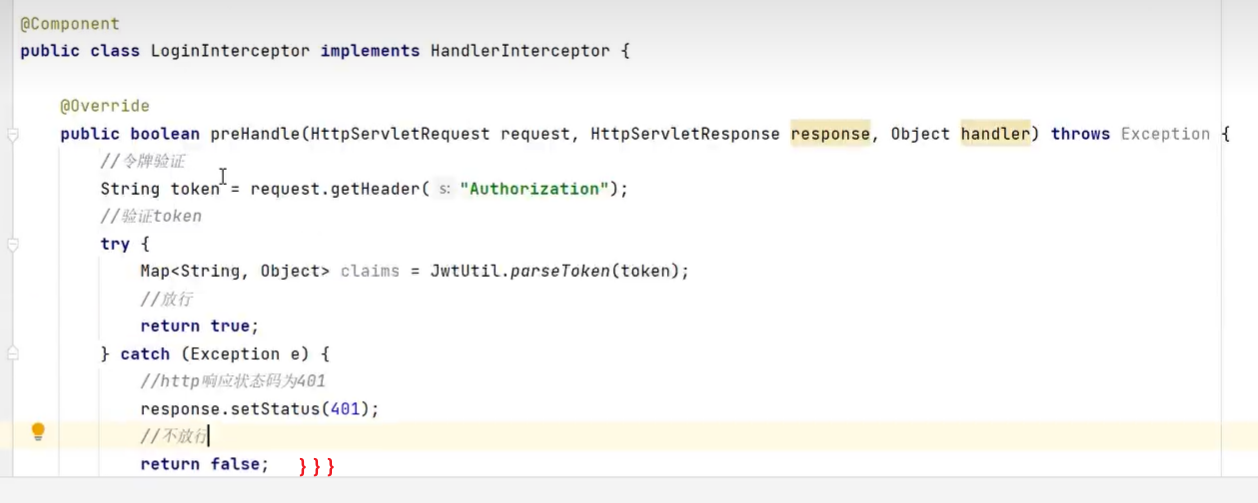 @Component
public class LoginInterceptor implements HandlerInterceptor {
@Override
public boolean preHandle(HttpServletRequest request, HttpServletResponse response, Object handler) throws Exception {
//令牌验证
String token = request.getHeader( s: "Authorization");
//验证token
try {
Map<String, Object> claims = JwtUtil.parseToken(token);
//放行
return true;
} catch (Exception e) {
//http响应状态码为401
response.setStatus(401);
//不放行
return false; }}}